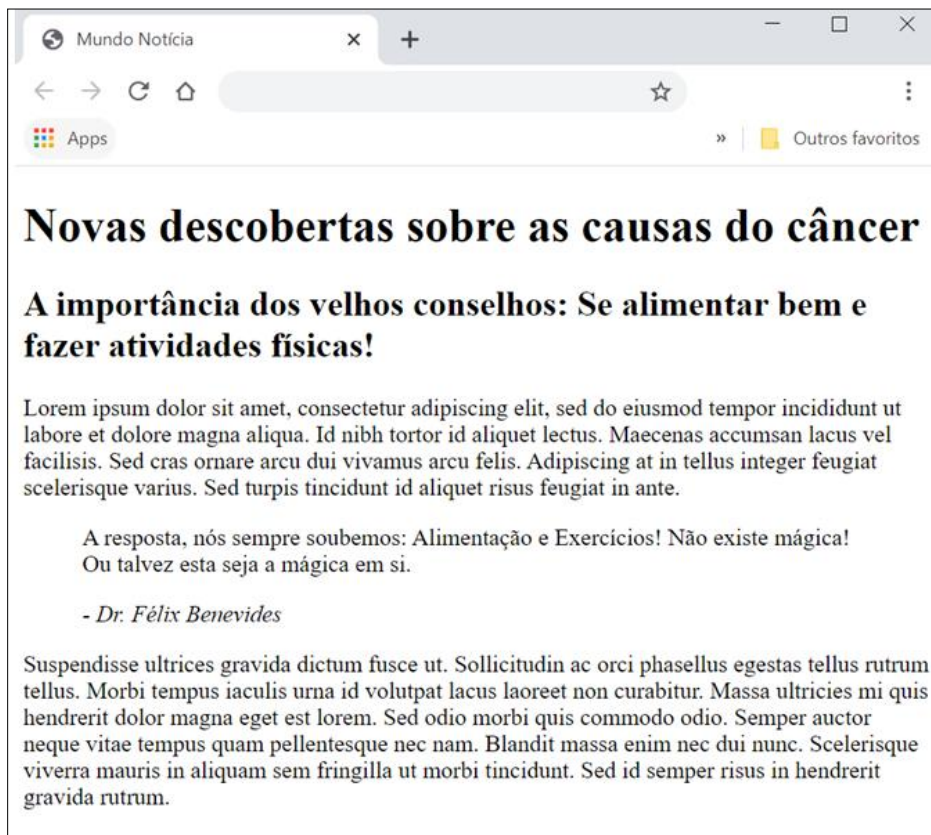 Mundo Notícia
Apps
»
Outros favoritos
Novas descobertas sobre as causas do câncer
A importância dos velhos conselhos: Se alimentar bem e
fazer atividades físicas!
Lorem ipsum dolor sit amet, consectetur adipiscing elit, sed do eiusmod tempor incididunt ut
labore et dolore magna aliqua. Id nibh tortor id aliquet lectus. Maecenas accumsan lacus vel
facilisis. Sed cras ornare arcu dui vivamus arcu felis. Adipiscing at in tellus integer feugiat
scelerisque varius. Sed turpis tincidunt id aliquet risus feugiat in ante.
A resposta, nós sempre soubemos: Alimentação e Exercícios! Não existe mágica!
Ou talvez esta seja a mágica em si.
- Dr. Félix Benevides
Suspendisse ultrices gravida dictum fusce ut. Sollicitudin ac orci phasellus egestas tellus rutrum
tellus. Morbi tempus iaculis urna id volutpat lacus laoreet non curabitur. Massa ultricies mi quis
hendrerit dolor magna eget est lorem. Sed odio morbi quis commodo odio. Semper auctor
neque vitae tempus quam pellentesque nec nam. Blandit massa enim nec dui nunc. Scelerisque
viverra mauris in aliquam sem fringilla ut morbi tincidunt. Sed id semper risus in hendrerit
gravida rutrum.